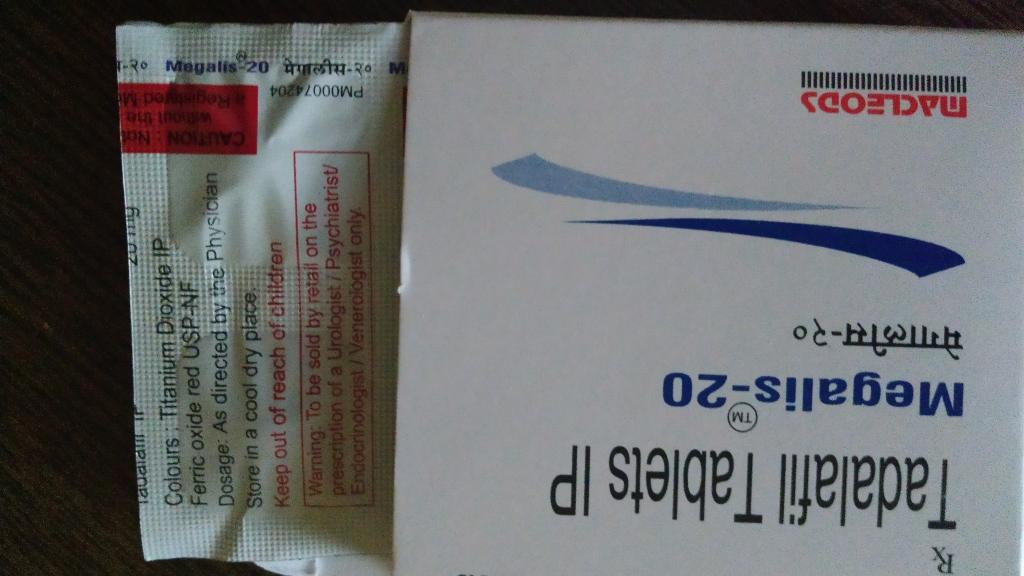 Rx
Tadalafil Tablets IP
Megalis™-20
मेगालीस-२०
MACLEODS
-२० Megalis®-20 मेगालीस-२० M
PM00074204
CAUTION : Not
without the
a Registered Me
20 mg
Tadalafil IP
Colours : Titanium Dioxide IP
Ferric oxide red USP-NF
Dosage: As directed by the Physician
Store in a cool dry place.
Keep out of reach of children
Warning: To be sold by retail on the
prescription of a Urologist / Psychiatrist/
Endocrinologist / Venerologist only.